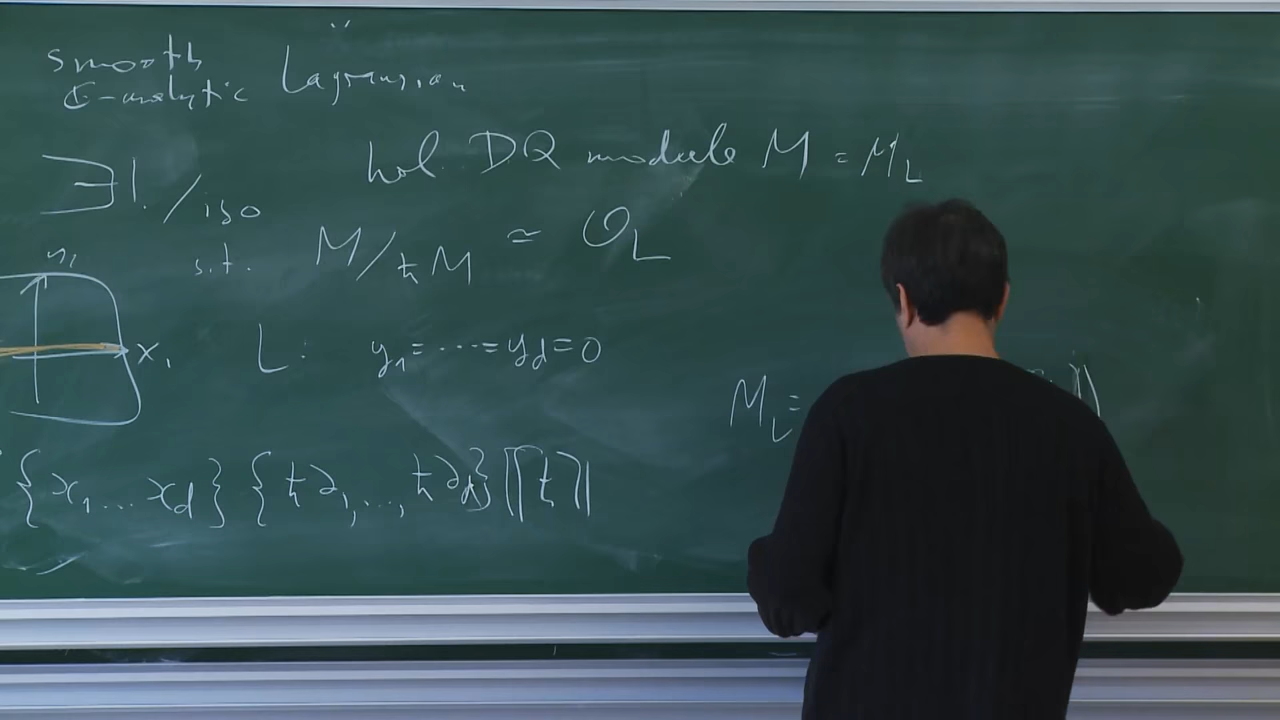 smooth
ℂ-analytic Lagrangian
hol. DQ module M = M_L
∃! /iso
s.t. M/ℏM ≃ O_L
y₁
x₁
L: y₁=⋯=y_d=0
M_L=
{x₁...x_d}{ℏ∂₁,...,ℏ∂_d}[[ℏ]]